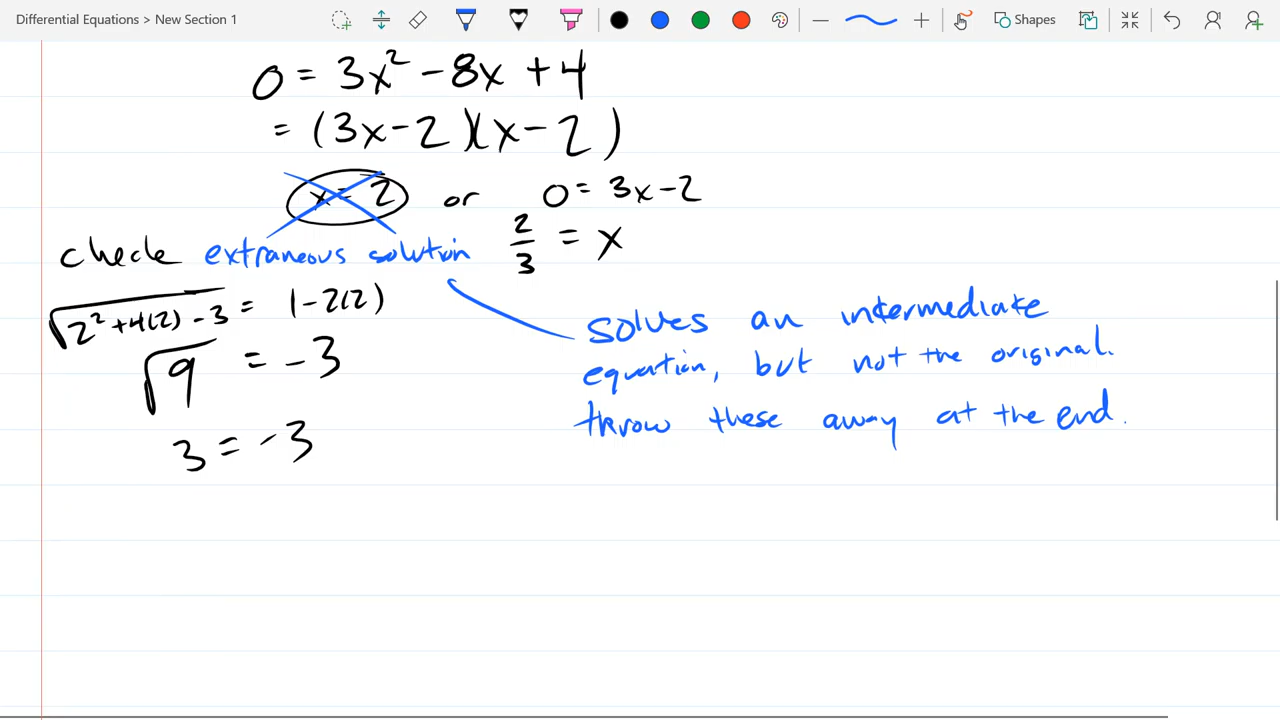 Differential Equations > New Section 1
Shapes
0 = 3x² - 8x + 4
= (3x - 2)(x - 2)
x = 2 or 0 = 3x - 2
2/3 = x
check extraneous solution
√(2² + 4(2) - 3) = 1 - 2(2)
√9 = -3
3 = -3
solves an intermediate
equation, but not the original.
throw these away at the end.